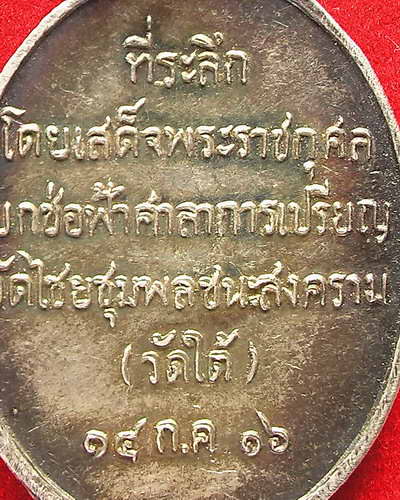 ที่ระลึก
โดยเสด็จพระราชกุศล
ยกช่อฟ้าศาลาการเปรียญ
วัดไชยชุมพลชนะสงคราม
(วัดใต้)
๑๔ ก.ค ๑๖